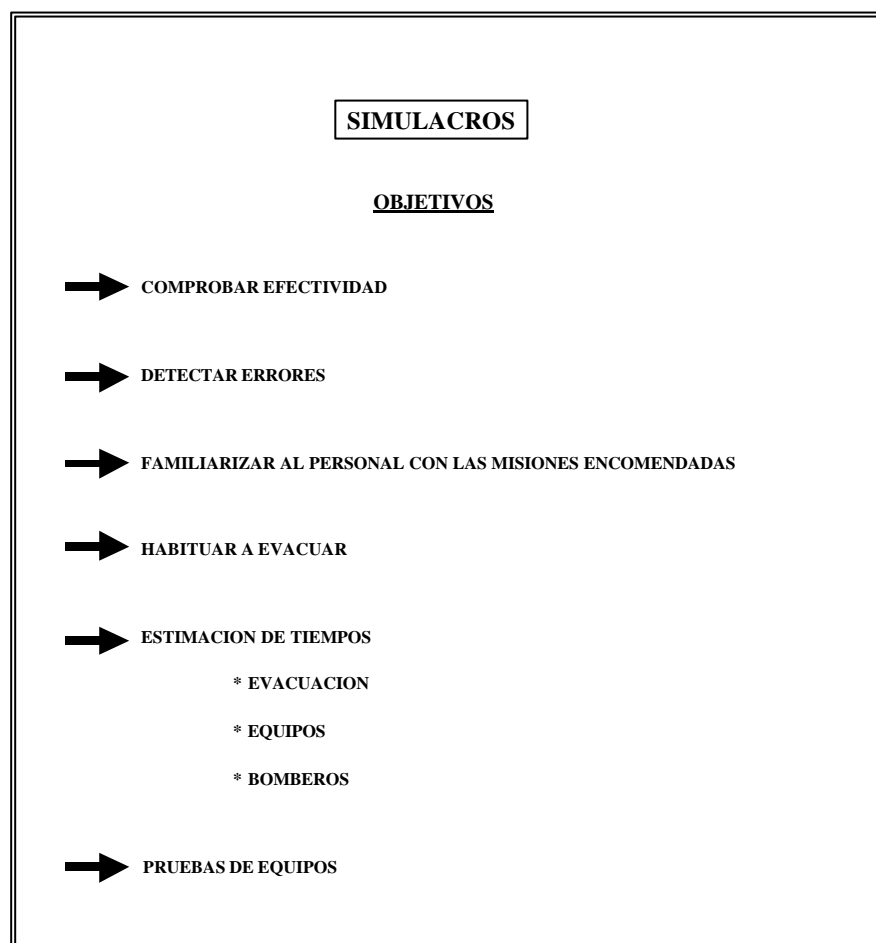 SIMULACROS
OBJETIVOS
COMPROBAR EFECTIVIDAD
DETECTAR ERRORES
FAMILIARIZAR AL PERSONAL CON LAS MISIONES ENCOMENDADAS
HABITUAR A EVACUAR
ESTIMACION DE TIEMPOS
* EVACUACION
* EQUIPOS
* BOMBEROS
PRUEBAS DE EQUIPOS